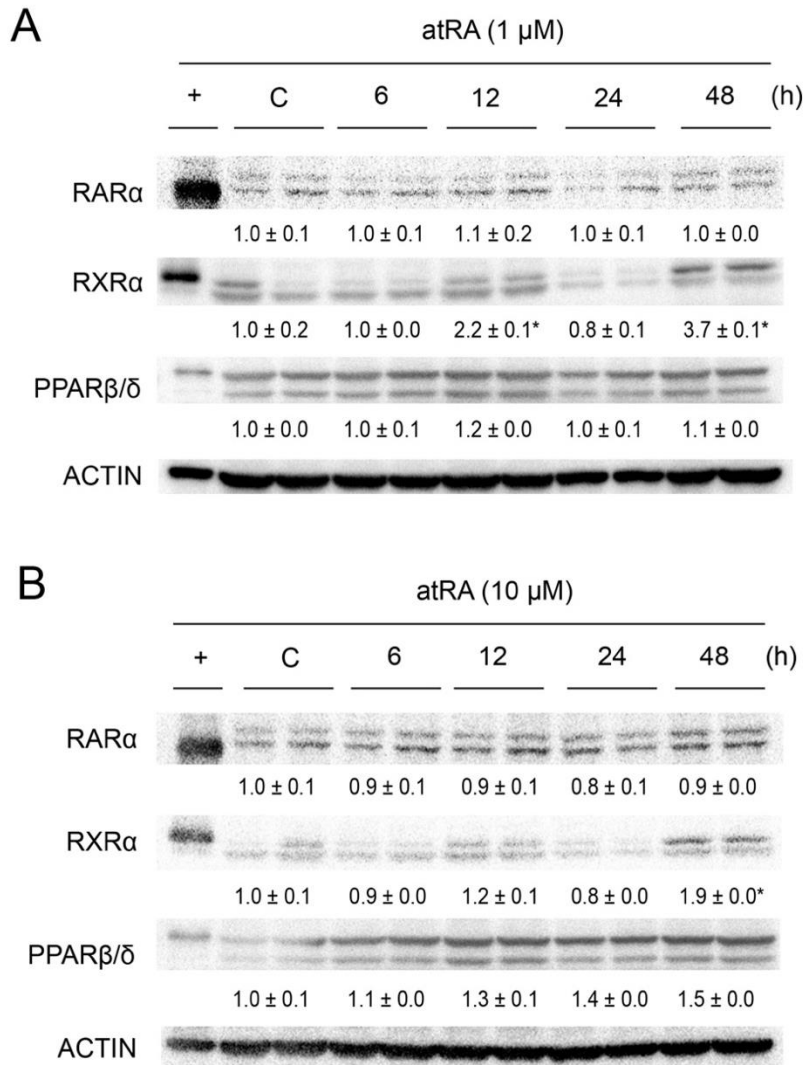 A
atRA (1 µM)
+ C 6 12 24 48 (h)
RARα
1.0 ± 0.1 1.0 ± 0.1 1.1 ± 0.2 1.0 ± 0.1 1.0 ± 0.0
RXRα
1.0 ± 0.2 1.0 ± 0.0 2.2 ± 0.1* 0.8 ± 0.1 3.7 ± 0.1*
PPARβ/δ
1.0 ± 0.0 1.0 ± 0.1 1.2 ± 0.0 1.0 ± 0.1 1.1 ± 0.0
ACTIN
B
atRA (10 µM)
+ C 6 12 24 48 (h)
RARα
1.0 ± 0.1 0.9 ± 0.1 0.9 ± 0.1 0.8 ± 0.1 0.9 ± 0.0
RXRα
1.0 ± 0.1 0.9 ± 0.0 1.2 ± 0.1 0.8 ± 0.0 1.9 ± 0.0*
PPARβ/δ
1.0 ± 0.1 1.1 ± 0.0 1.3 ± 0.1 1.4 ± 0.0 1.5 ± 0.0
ACTIN